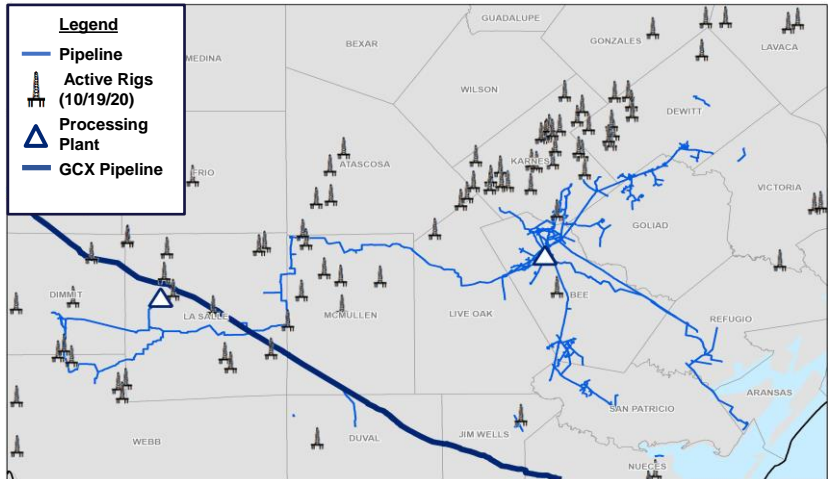 Legend
Pipeline
Active Rigs
(10/19/20)
Processing
Plant
GCX Pipeline
GUADALUPE
GONZALES
LAVACA
BEXAR
MEDINA
WILSON
DEWITT
ATASCOSA
KARNES
FRIO
VICTORIA
GOLIAD
DIMMIT
LA SALLE
MCMULLEN
LIVE OAK
BEE
REFUGIO
ARANSAS
SAN PATRICIO
WEBB
DUVAL
JIM WELLS
NUECES